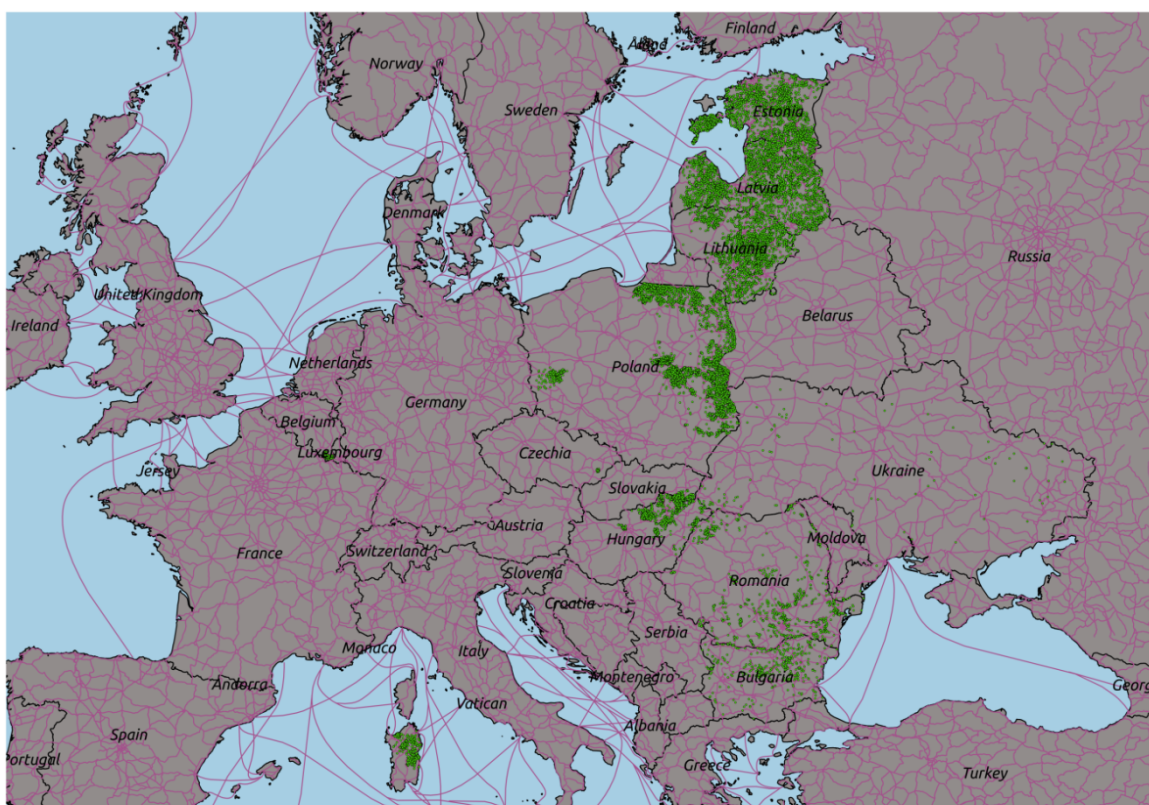 Finland
Åland
Norway
Sweden
Estonia
Latvia
Denmark
Lithuania
Russia
United Kingdom
Ireland
Belarus
Netherlands
Poland
Germany
Belgium
Luxembourg
Czechia
Jersey
Ukraine
Slovakia
Austria
Hungary
Moldova
France
Switzerland
Slovenia
Romania
Croatia
Serbia
Monaco
Italy
Andorra
Montenegro
Bulgaria
Georg
Vatican
Albania
Spain
Portugal
Greece
Turkey